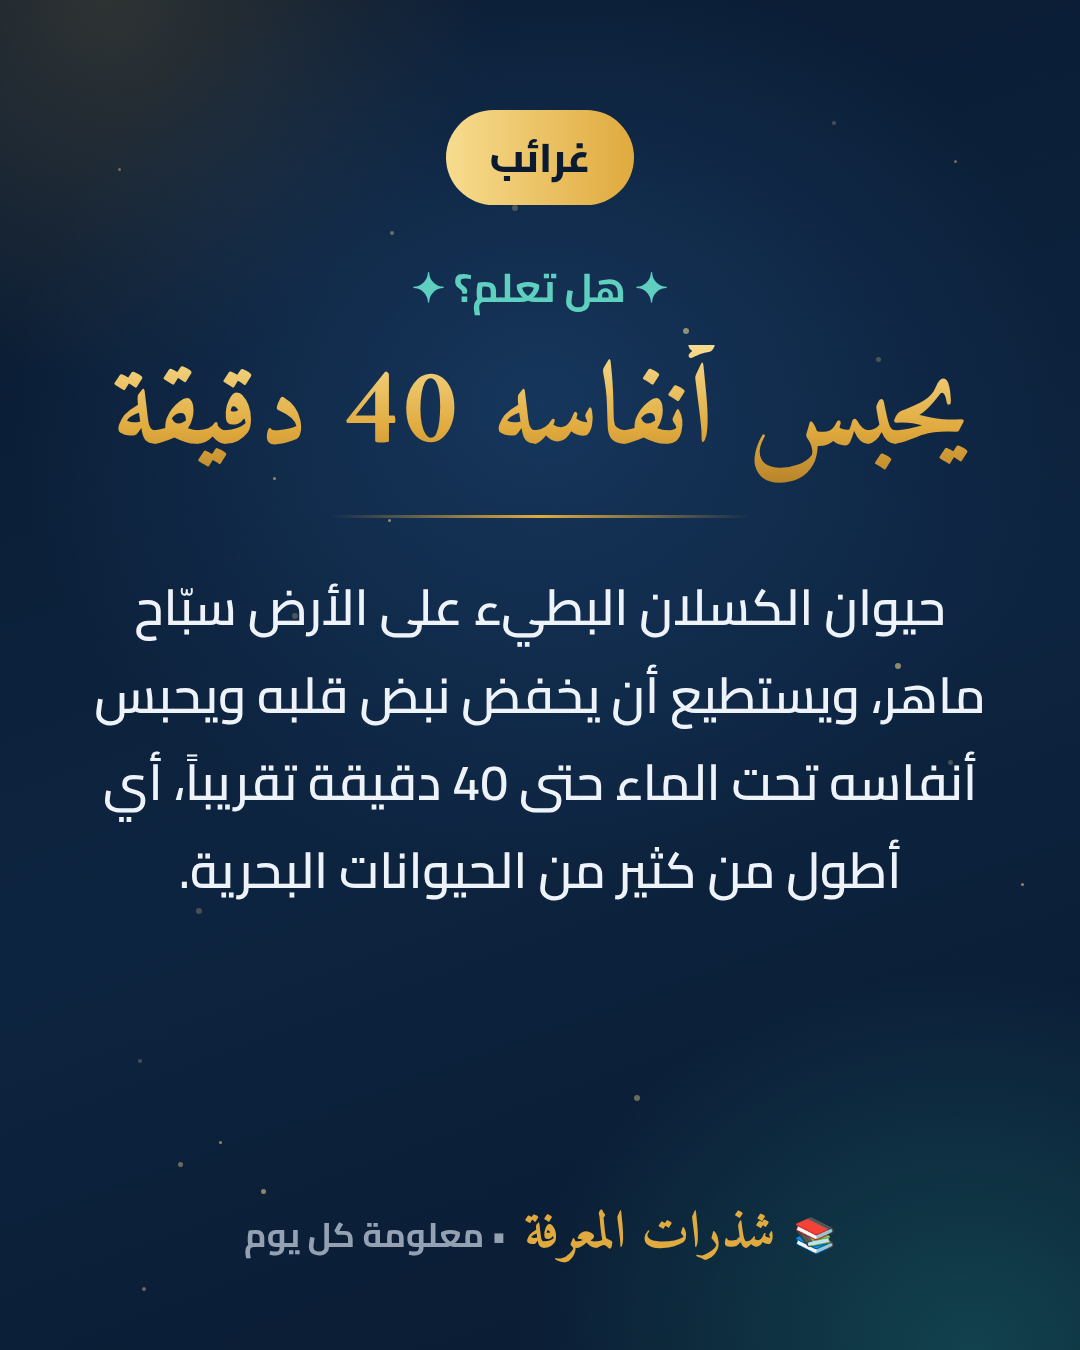 غرائب
✦ هل تعلم؟ ✦
يحبس أنفاسه 40 دقيقة
حيوان الكسلان البطيء على الأرض سبّاح
ماهر، ويستطيع أن يخفض نبض قلبه ويحبس
أنفاسه تحت الماء حتى 40 دقيقة تقريباً، أي
أطول من كثير من الحيوانات البحرية.
📚 شذرات المعرفة ▪ معلومة كل يوم